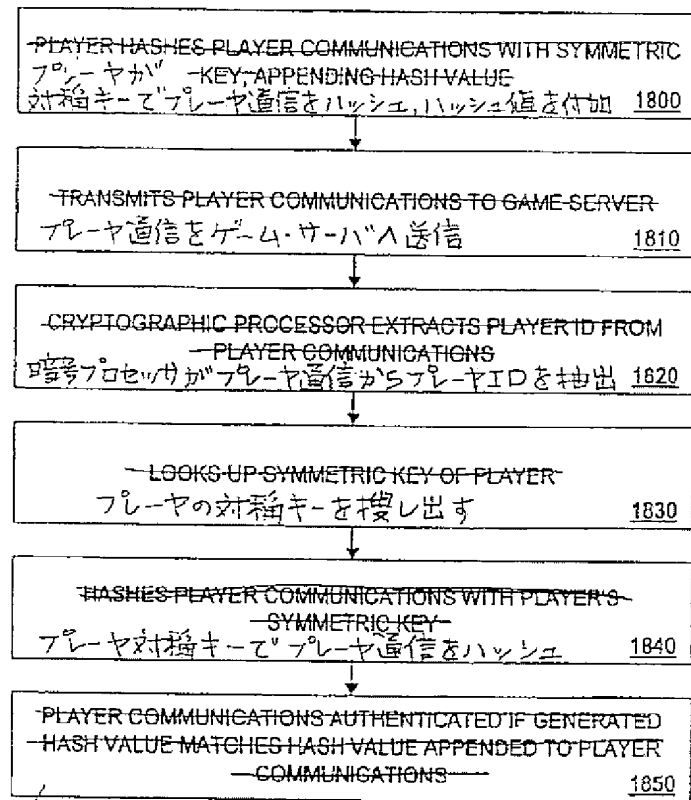 PLAYER HASHES PLAYER COMMUNICATIONS WITH SYMMETRIC
プレーヤが KEY, APPENDING HASH VALUE
対称キーでプレーヤ通信をハッシュ,ハッシュ値を付加 1800
TRANSMITS PLAYER COMMUNICATIONS TO GAME SERVER
プレーヤ通信をゲーム・サーバへ送信 1810
CRYPTOGRAPHIC PROCESSOR EXTRACTS PLAYER ID FROM
PLAYER COMMUNICATIONS
暗号プロセッサがプレーヤ通信からプレーヤIDを抽出 1820
LOOKS UP SYMMETRIC KEY OF PLAYER
プレーヤの対称キーを捜し出す 1830
HASHES PLAYER COMMUNICATIONS WITH PLAYER'S
SYMMETRIC KEY
プレーヤ対称キーでプレーヤ通信をハッシュ 1840
PLAYER COMMUNICATIONS AUTHENTICATED IF GENERATED
HASH VALUE MATCHES HASH VALUE APPENDED TO PLAYER
COMMUNICATIONS 1850